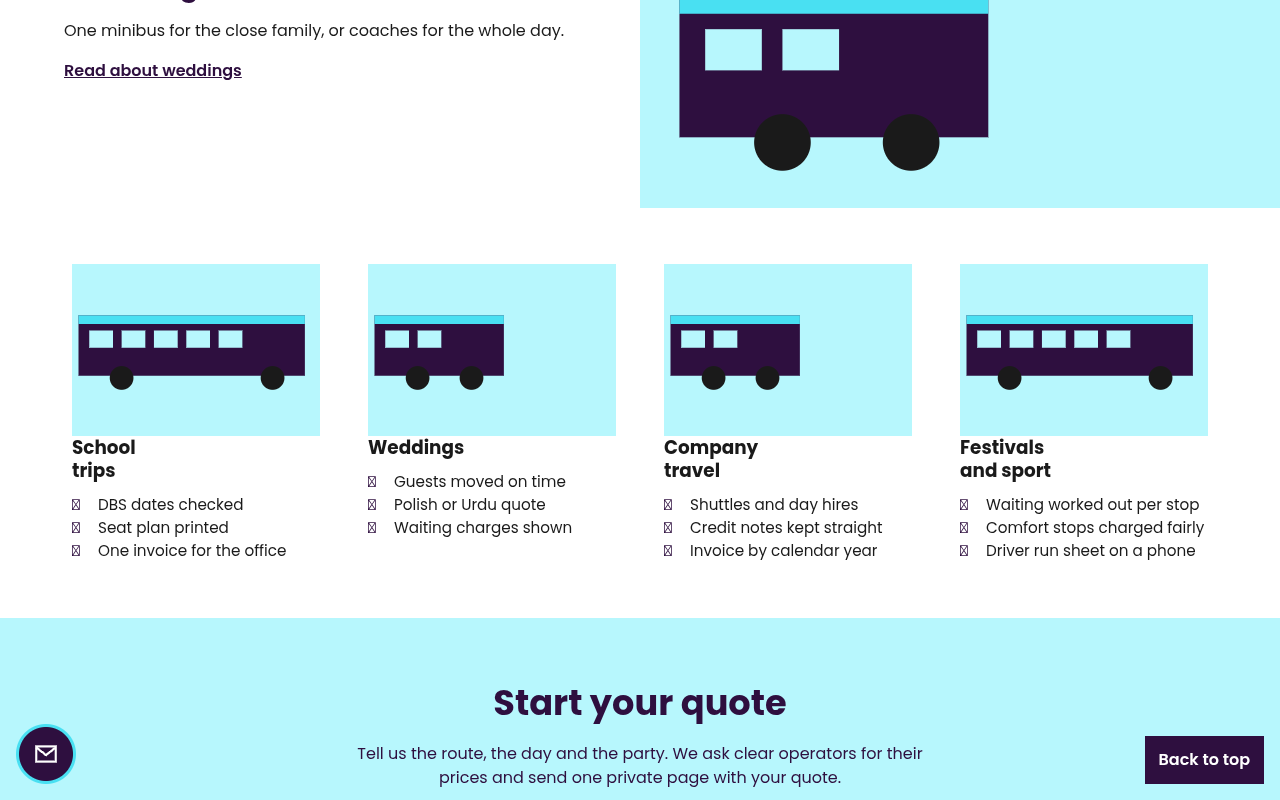 One minibus for the close family, or coaches for the whole day.
Read about weddings
School
trips
DBS dates checked
Seat plan printed
One invoice for the office
Weddings
Guests moved on time
Polish or Urdu quote
Waiting charges shown
Company
travel
Shuttles and day hires
Credit notes kept straight
Invoice by calendar year
Festivals
and sport
Waiting worked out per stop
Comfort stops charged fairly
Driver run sheet on a phone
Start your quote
Tell us the route, the day and the party. We ask clear operators for their
prices and send one private page with your quote.
Back to top